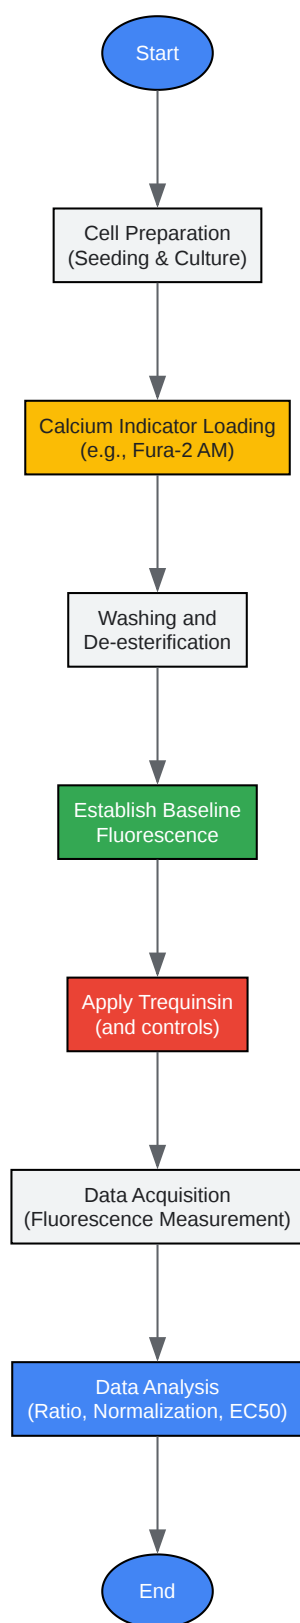 Start
Cell Preparation
(Seeding & Culture)
Calcium Indicator Loading
(e.g., Fura-2 AM)
Washing and
De-esterification
Establish Baseline
Fluorescence
Apply Trequinsin
(and controls)
Data Acquisition
(Fluorescence Measurement)
Data Analysis
(Ratio, Normalization, EC50)
End